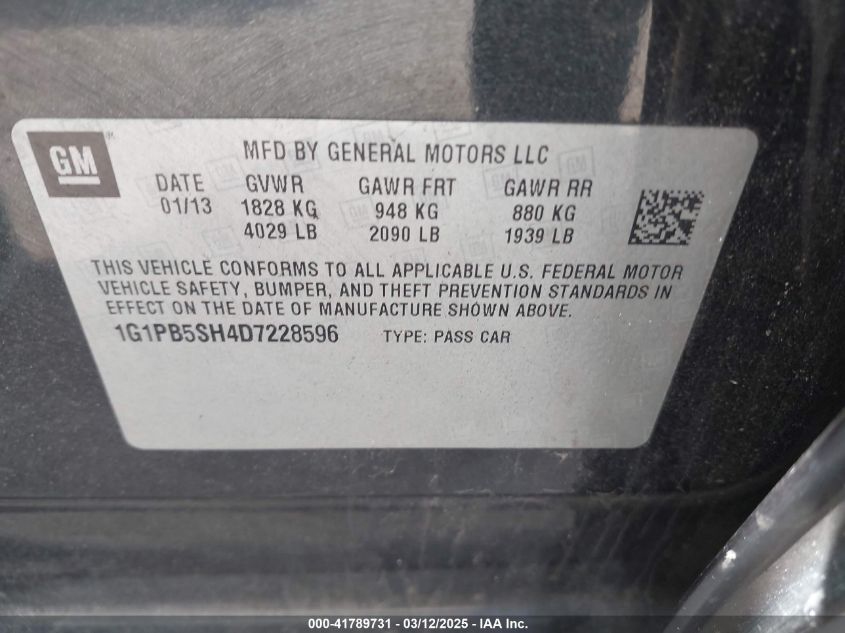 GM
MFD BY GENERAL MOTORS LLC
DATE GVWR GAWR FRT GAWR RR
01/13 1828 KG 948 KG 880 KG
4029 LB 2090 LB 1939 LB
THIS VEHICLE CONFORMS TO ALL APPLICABLE U.S. FEDERAL MOTOR
VEHICLE SAFETY, BUMPER, AND THEFT PREVENTION STANDARDS IN
EFFECT ON THE DATE OF MANUFACTURE SHOWN ABOVE.
1G1PB5SH4D7228596 TYPE: PASS CAR
000-41789731 - 03/12/2025 - IAA Inc.